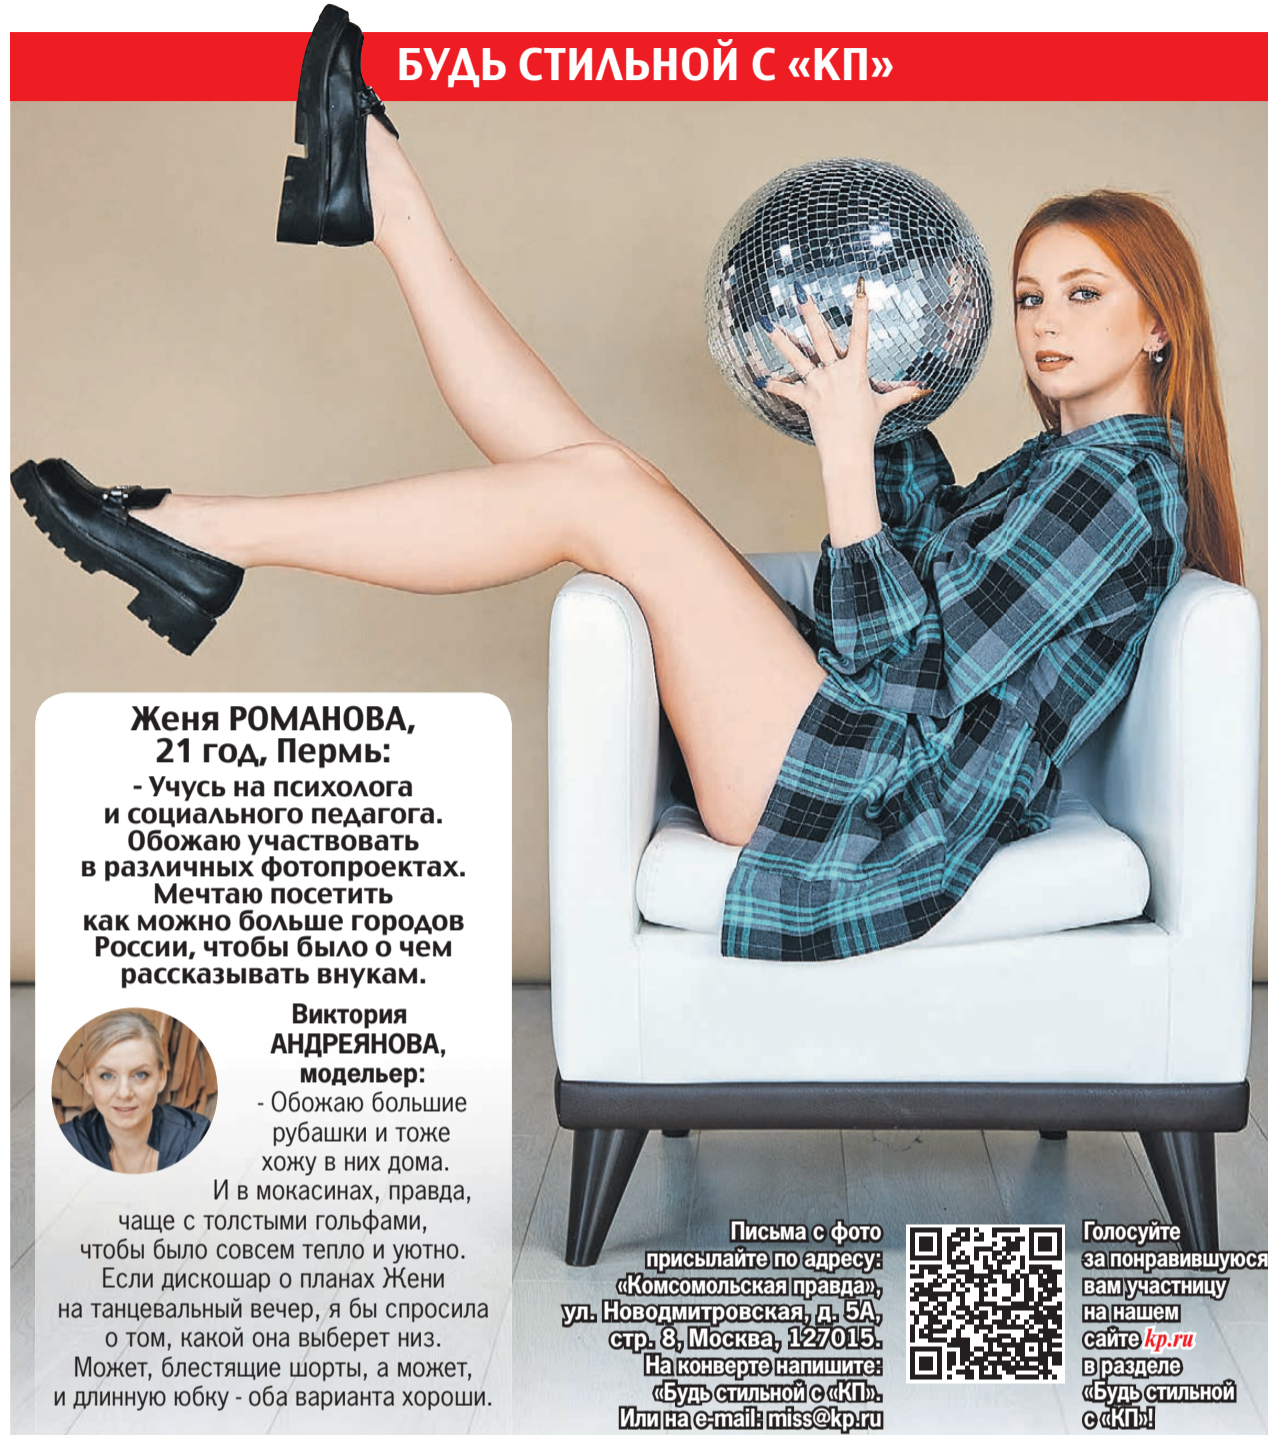 БУДЬ СТИЛЬНОЙ С «КП»
Женя РОМАНОВА,
21 год, Пермь:
- Учусь на психолога
и социального педагога.
Обожаю участвовать
в различных фотопроектах.
Мечтаю посетить
как можно больше городов
России, чтобы было о чем
рассказывать внукам.
Виктория
АНДРЕЯНОВА,
модельер:
- Обожаю большие
рубашки и тоже
хожу в них дома.
И в мокасинах, правда,
чаще с толстыми гольфами,
чтобы было совсем тепло и уютно.
Если дискошар о планах Жени
на танцевальный вечер, я бы спросила
о том, какой она выберет низ.
Может, блестящие шорты, а может,
и длинную юбку - оба варианта хороши.
Письма с фото
присылайте по адресу:
«Комсомольская правда»,
ул. Новодмитровская, д. 5А,
стр. 8, Москва, 127015.
На конверте напишите:
«Будь стильной с «КП».
Или на e-mail: miss@kp.ru
Голосуйте
за понравившуюся
вам участницу
на нашем
сайте kp.ru
в разделе
«Будь стильной
с «КП»!